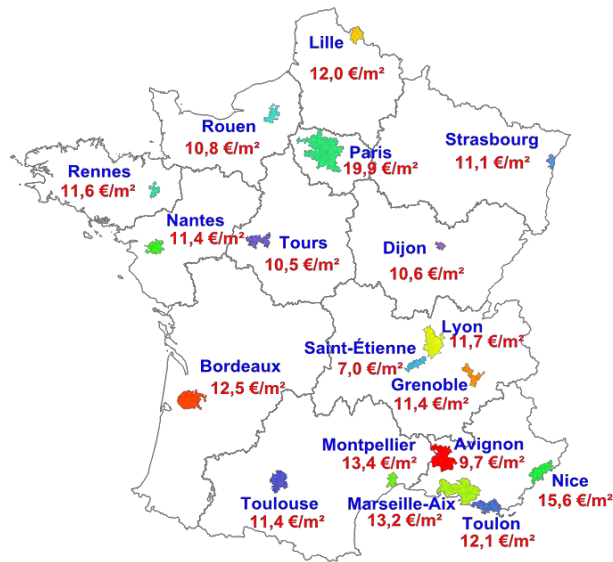 Lille
12,0 €/m²
Rouen
10,8 €/m²
Paris
19,9 €/m²
Strasbourg
11,1 €/m²
Rennes
11,6 €/m²
Nantes
11,4 €/m²
Tours
10,5 €/m²
Dijon
10,6 €/m²
Lyon
11,7 €/m²
Saint-Étienne
7,0 €/m²
Grenoble
11,4 €/m²
Bordeaux
12,5 €/m²
Montpellier
13,4 €/m²
Avignon
9,7 €/m²
Nice
15,6 €/m²
Toulouse
11,4 €/m²
Marseille-Aix
13,2 €/m²
Toulon
12,1 €/m²